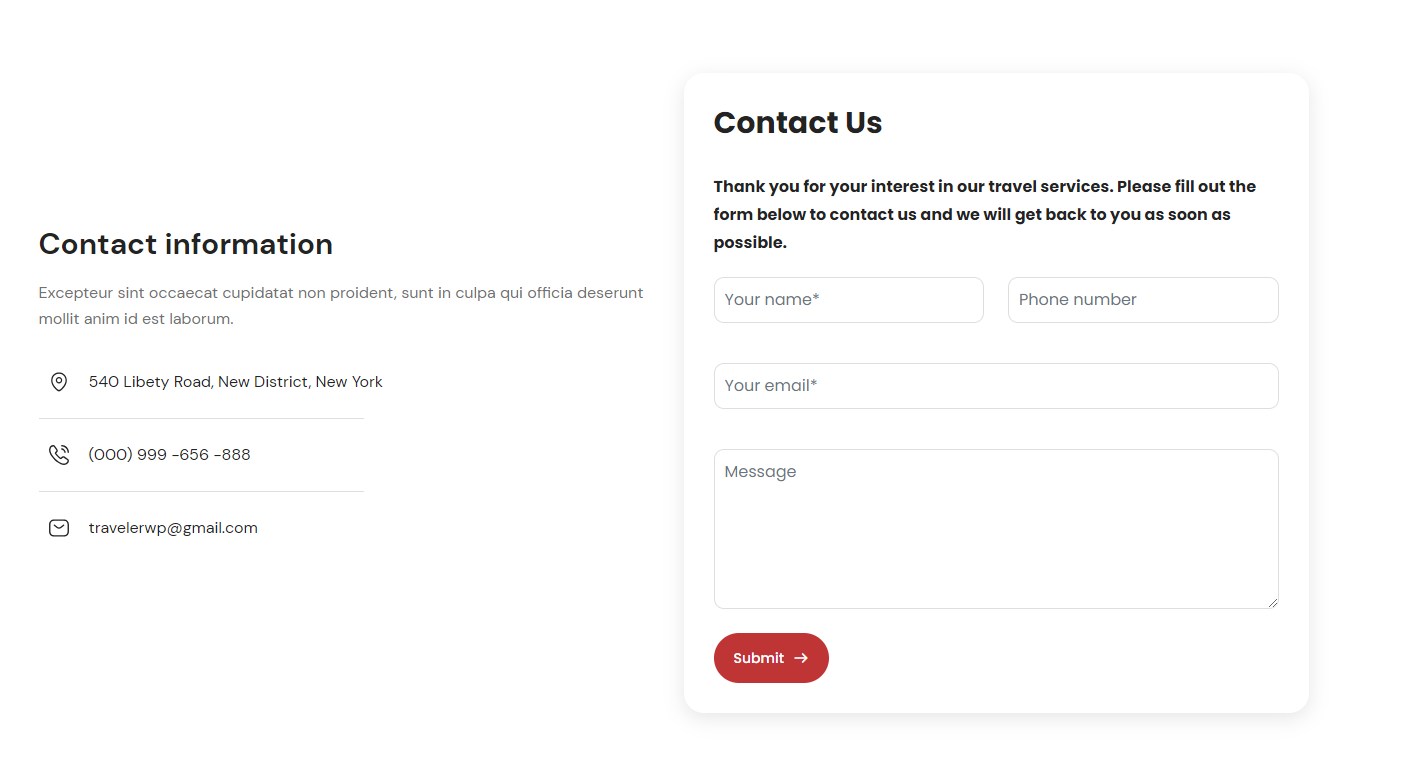 Contact information
Excepteur sint occaecat cupidatat non proident, sunt in culpa qui officia deserunt
mollit anim id est laborum.
540 Libety Road, New District, New York
(000) 999 -656 -888
travelerwp@gmail.com
Contact Us
Thank you for your interest in our travel services. Please fill out the
form below to contact us and we will get back to you as soon as
possible.
Your name*
Phone number
Your email*
Message
Submit